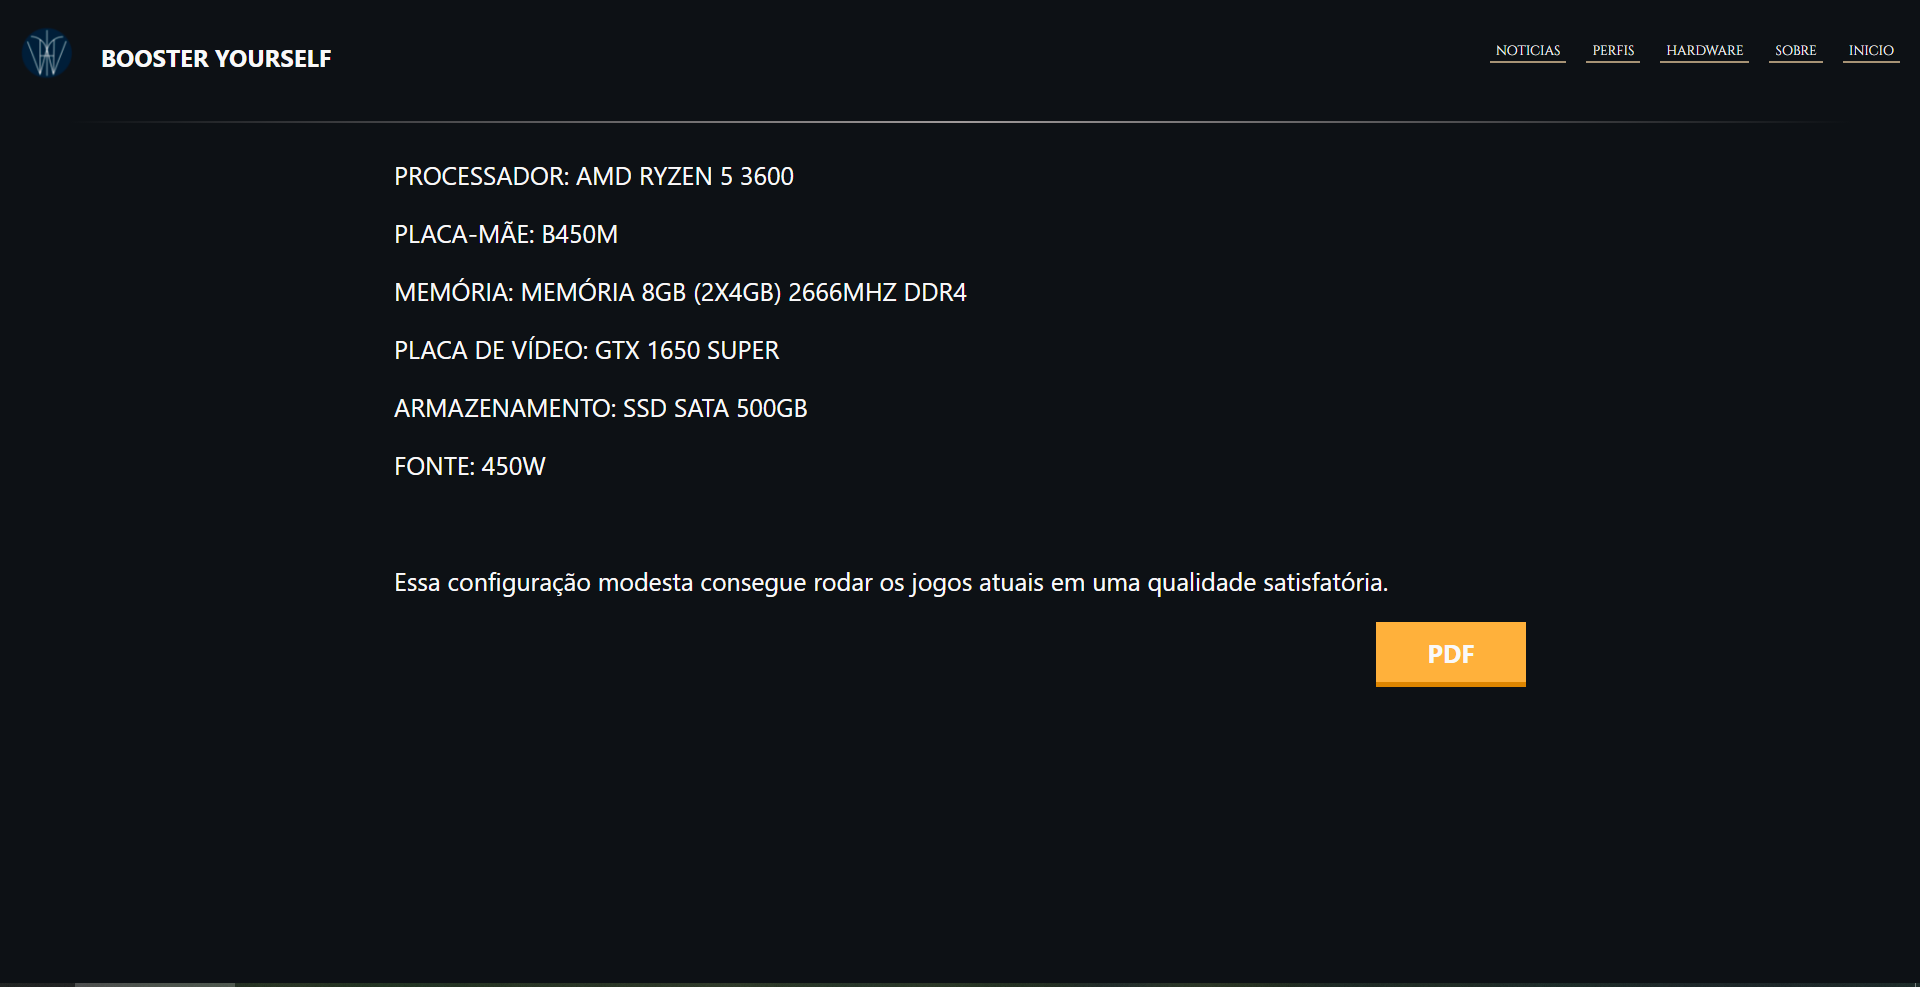 BOOSTER YOURSELF
NOTICIAS PERFIS HARDWARE SOBRE INICIO
PROCESSADOR: AMD RYZEN 5 3600
PLACA-MÃE: B450M
MEMÓRIA: MEMÓRIA 8GB (2X4GB) 2666MHZ DDR4
PLACA DE VÍDEO: GTX 1650 SUPER
ARMAZENAMENTO: SSD SATA 500GB
FONTE: 450W
Essa configuração modesta consegue rodar os jogos atuais em uma qualidade satisfatória.
PDF